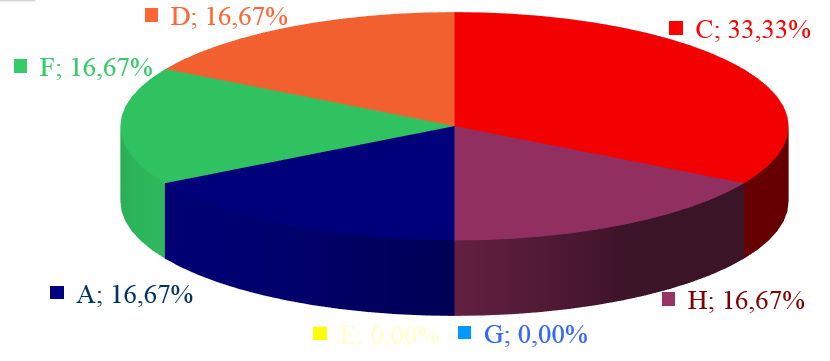 D; 16,67%
C; 33,33%
F; 16,67%
A; 16,67%
H; 16,67%
E; 0,00%
G; 0,00%